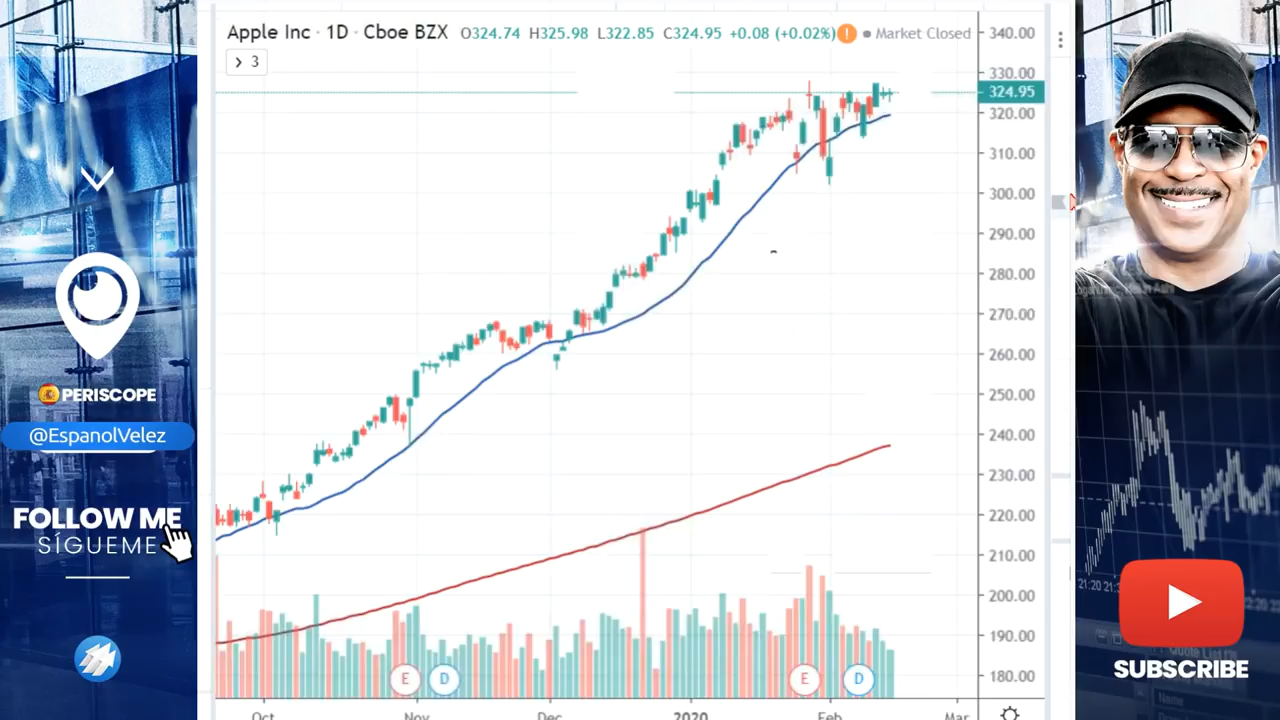 Apple Inc · 1D · Cboe BZX O324.74 H325.98 L322.85 C324.95 +0.08 (+0.02%) ! Market Closed
3
340.00
330.00
324.95
320.00
310.00
300.00
290.00
280.00
270.00
260.00
250.00
240.00
230.00
220.00
210.00
200.00
190.00
180.00
E
D
E
D
Oct
Nov
Dec
2020
Feb
Mar
PERISCOPE
@EspanolVelez
FOLLOW ME
SÍGUEME
SUBSCRIBE
Quote List
Name